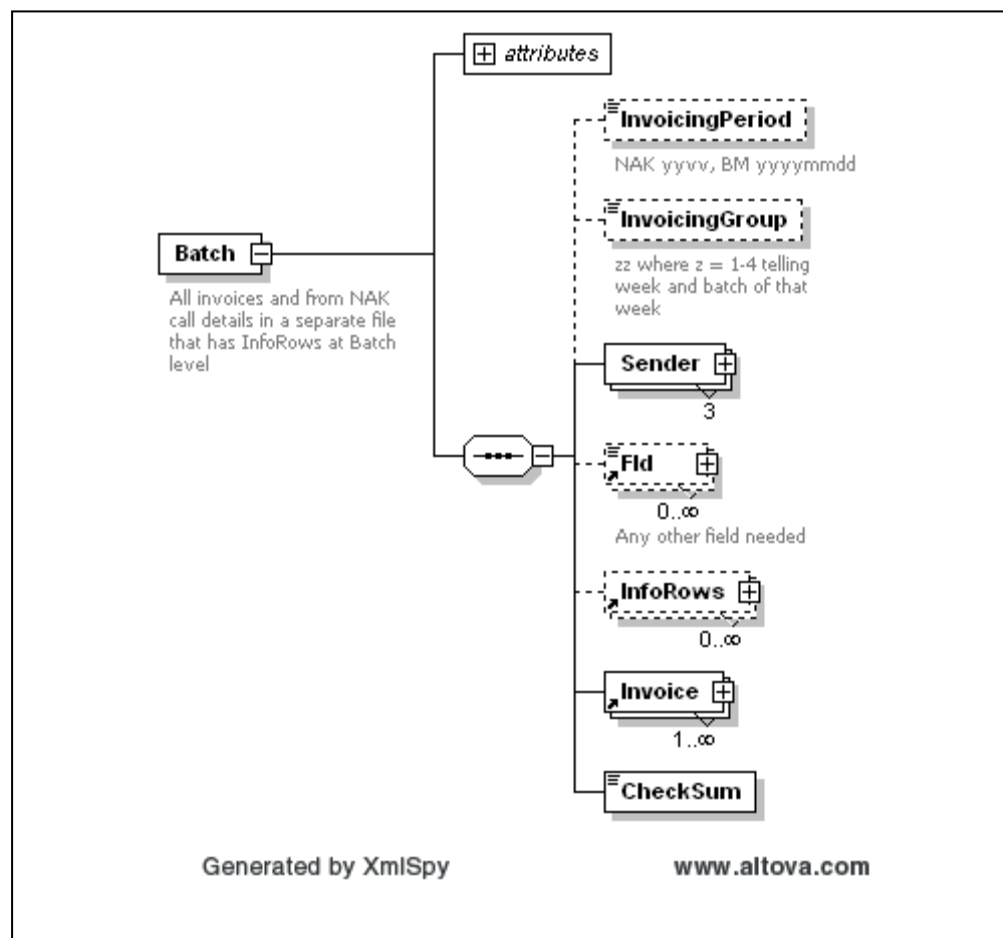 attributes
InvoicingPeriod
NAK yyvv, BM yyyymmdd
InvoicingGroup
zz where z = 1-4 telling
week and batch of that
week
Batch
All invoices and from NAK
call details in a separate file
that has InfoRows at Batch
level
Sender
3
Fld
0..∞
Any other field needed
InfoRows
0..∞
Invoice
1..∞
CheckSum
Generated by XmlSpy
www.altova.com